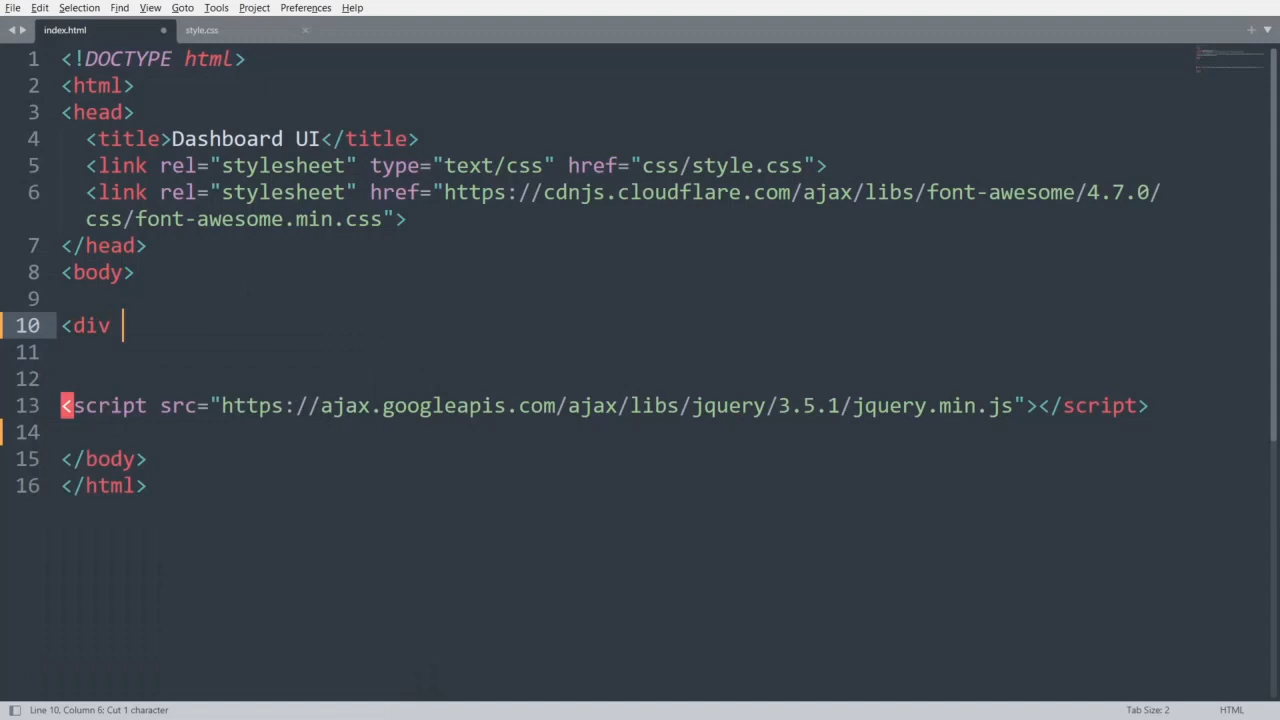 File Edit Selection Find View Goto Tools Project Preferences Help
index.html style.css
1 <!DOCTYPE html>
2 <html>
3 <head>
4 <title>Dashboard UI</title>
5 <link rel="stylesheet" type="text/css" href="css/style.css">
6 <link rel="stylesheet" href="https://cdnjs.cloudflare.com/ajax/libs/font-awesome/4.7.0/
css/font-awesome.min.css">
7 </head>
8 <body>
9
10 <div
11
12
13 <script src="https://ajax.googleapis.com/ajax/libs/jquery/3.5.1/jquery.min.js"></script>
14
15 </body>
16 </html>
Line 10, Column 6: Cut 1 character Tab Size: 2 HTML